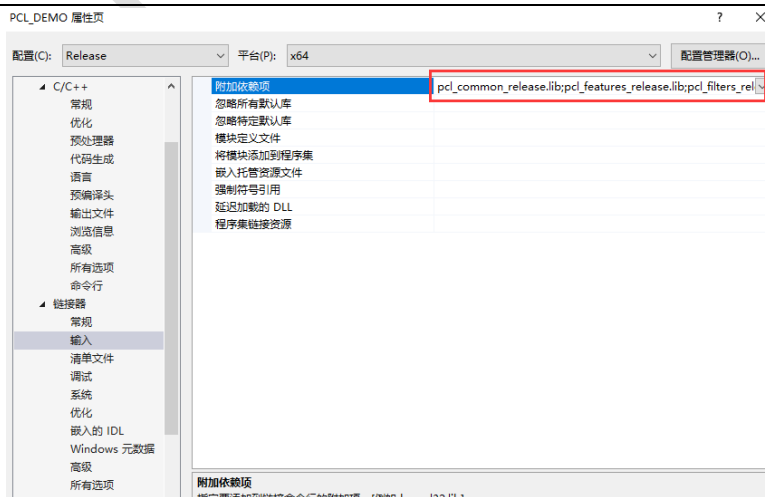 PCL_DEMO 属性页 ?
配置(C): Release 平台(P): x64 配置管理器(O)...
C/C++
常规
优化
预处理器
代码生成
语言
预编译头
输出文件
浏览信息
高级
所有选项
命令行
链接器
常规
输入
清单文件
调试
系统
优化
嵌入的 IDL
Windows 元数据
高级
所有选项
附加依赖项 pcl_common_release.lib;pcl_features_release.lib;pcl_filters_rel
忽略所有默认库
忽略特定默认库
模块定义文件
将模块添加到程序集
嵌入托管资源文件
强制符号引用
延迟加载的 DLL
程序集链接资源
附加依赖项